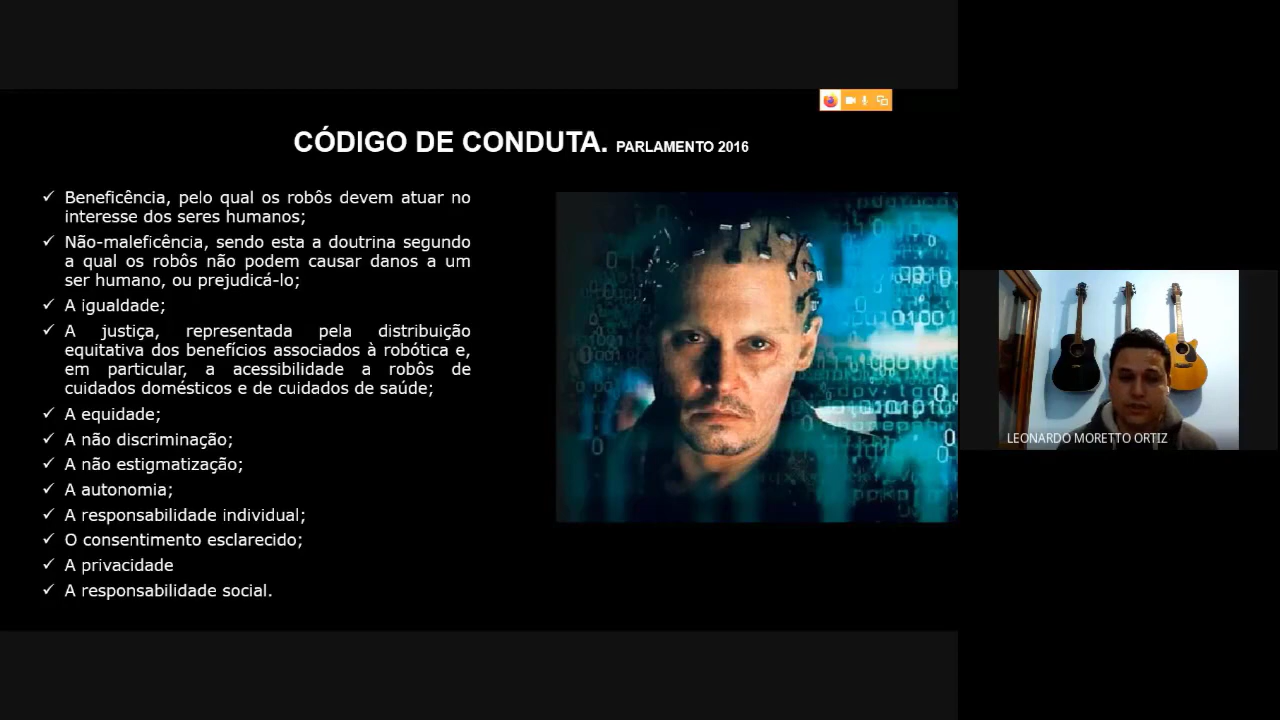 CÓDIGO DE CONDUTA. PARLAMENTO 2016
✓ Beneficência, pelo qual os robôs devem atuar no
interesse dos seres humanos;
✓ Não-maleficência, sendo esta a doutrina segundo
a qual os robôs não podem causar danos a um
ser humano, ou prejudicá-lo;
✓ A igualdade;
✓ A justiça, representada pela distribuição
equitativa dos benefícios associados à robótica e,
em particular, a acessibilidade a robôs de
cuidados domésticos e de cuidados de saúde;
✓ A equidade;
✓ A não discriminação;
✓ A não estigmatização;
✓ A autonomia;
✓ A responsabilidade individual;
✓ O consentimento esclarecido;
✓ A privacidade
✓ A responsabilidade social.
LEONARDO MORETTO ORTIZ